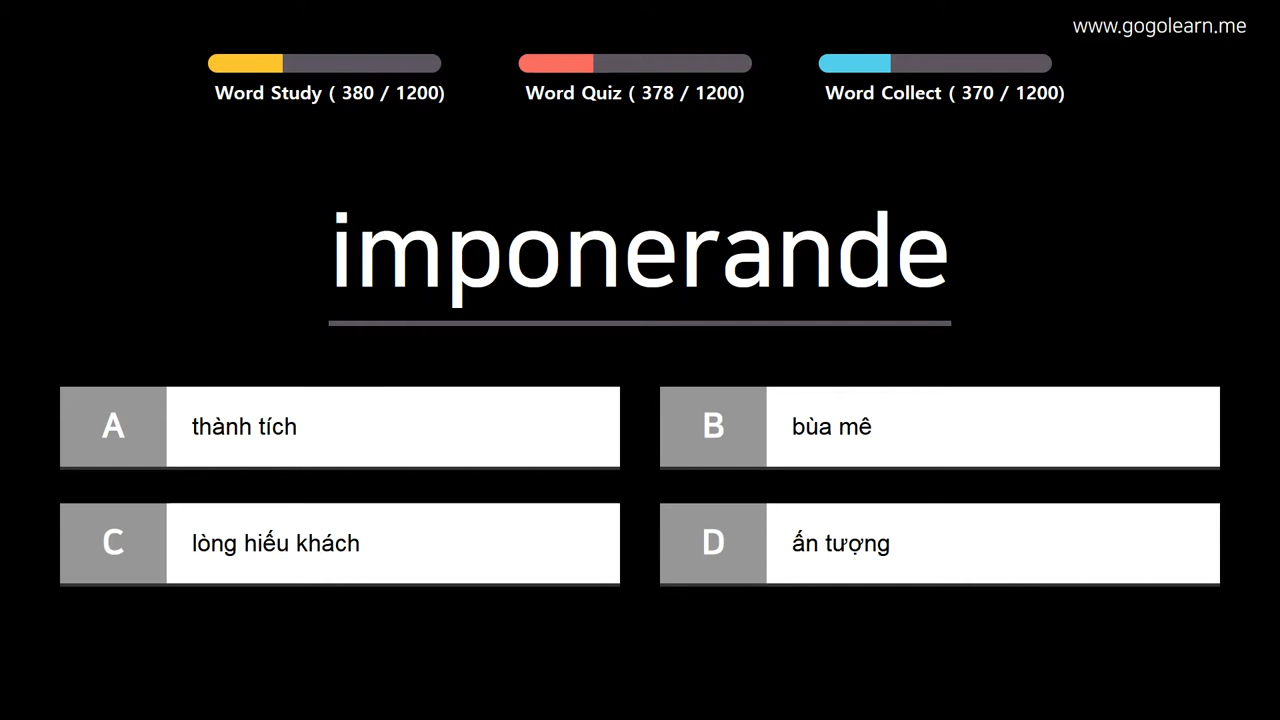 www.gogolearn.me
Word Study ( 380 / 1200)
Word Quiz ( 378 / 1200)
Word Collect ( 370 / 1200)
imponerande
A thành tích
B bùa mê
C lòng hiếu khách
D ấn tượng